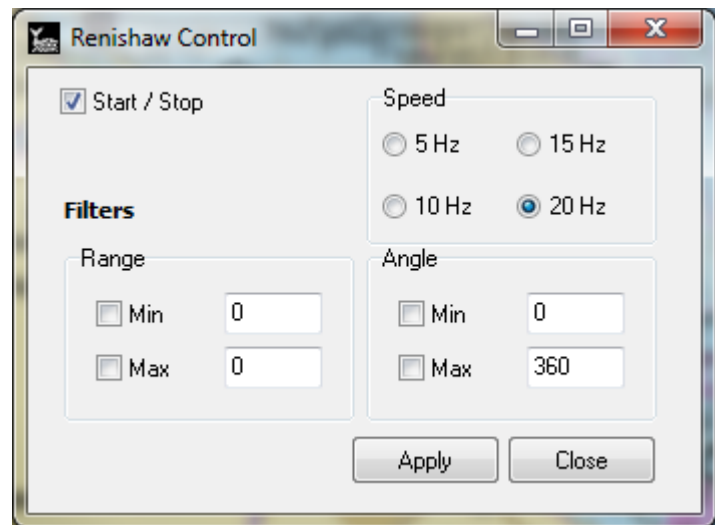 Renishaw Control
Start / Stop
Speed
5 Hz 15 Hz
10 Hz 20 Hz
Filters
Range
Min 0
Max 0
Angle
Min 0
Max 360
Apply Close